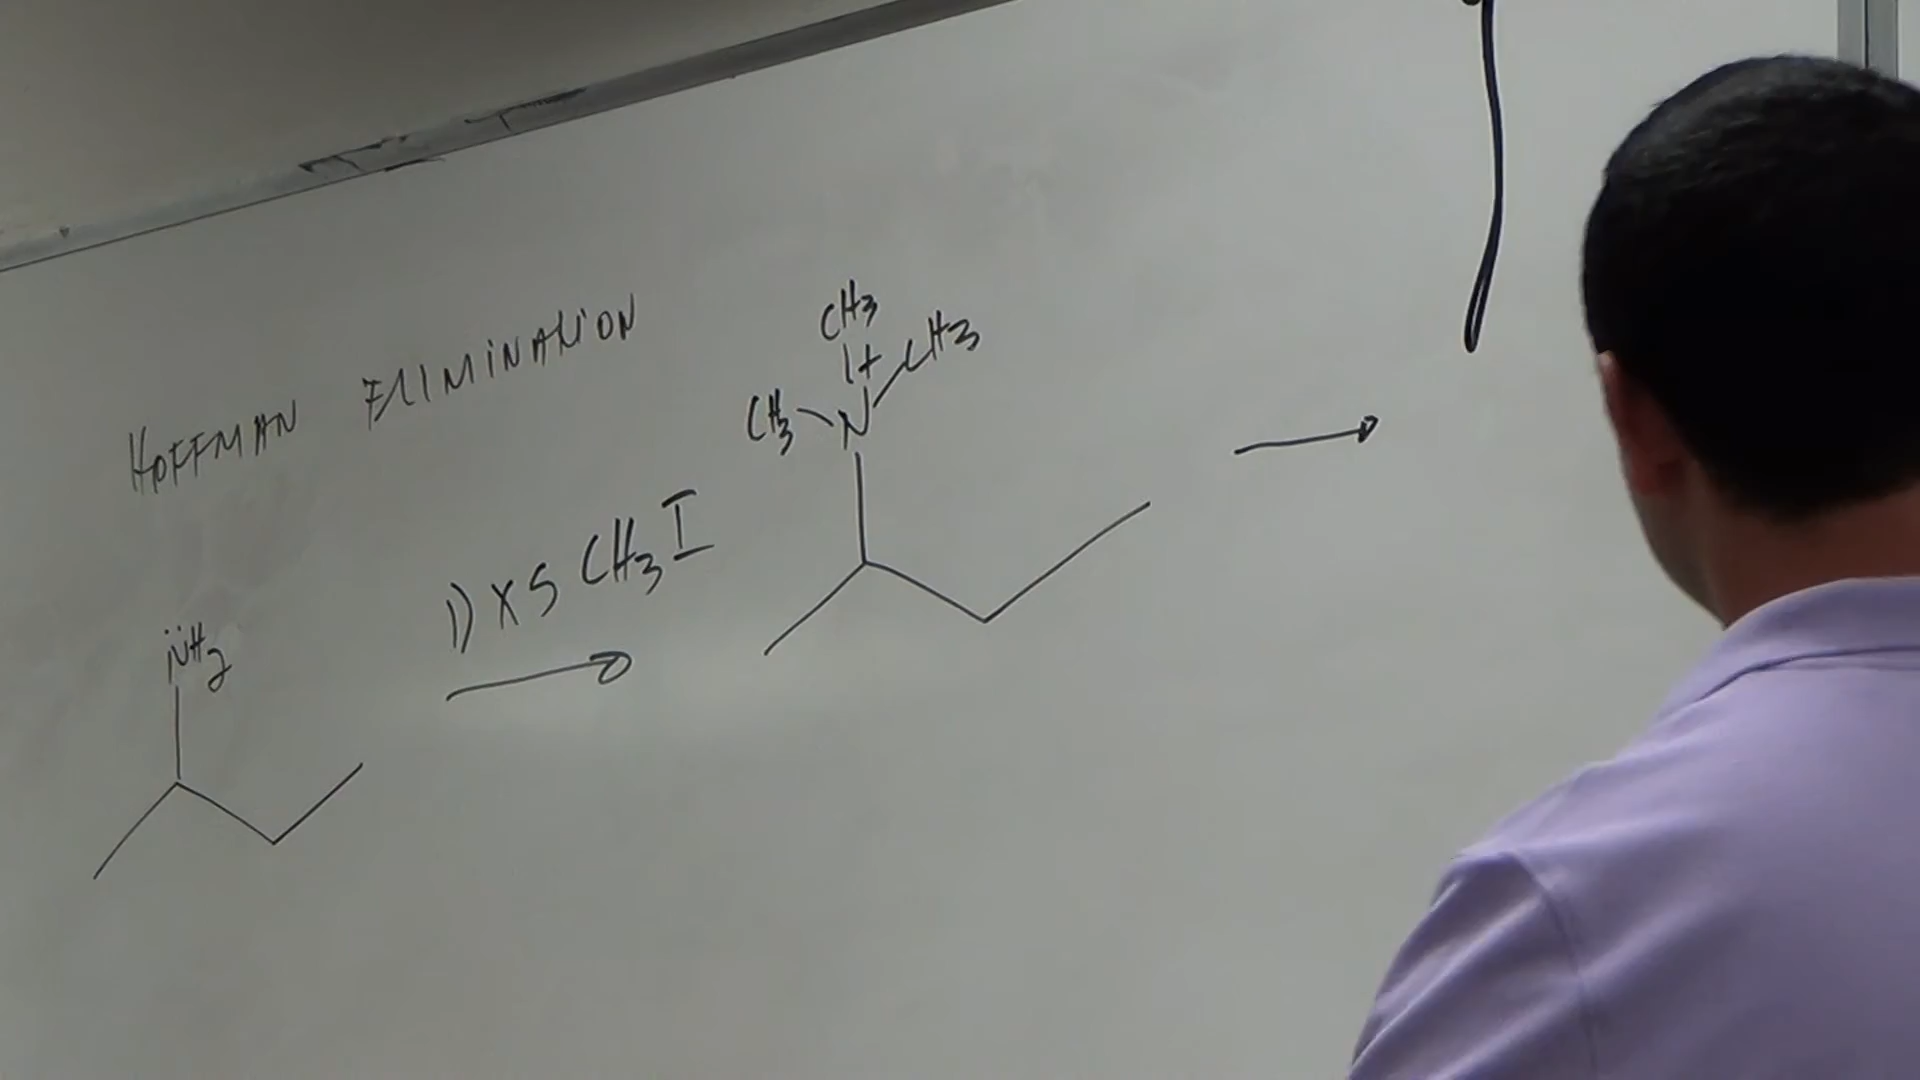 HOFFMAN ELIMINATION
CH3
+
CH3 N CH3
1) XS CH3I
NH2